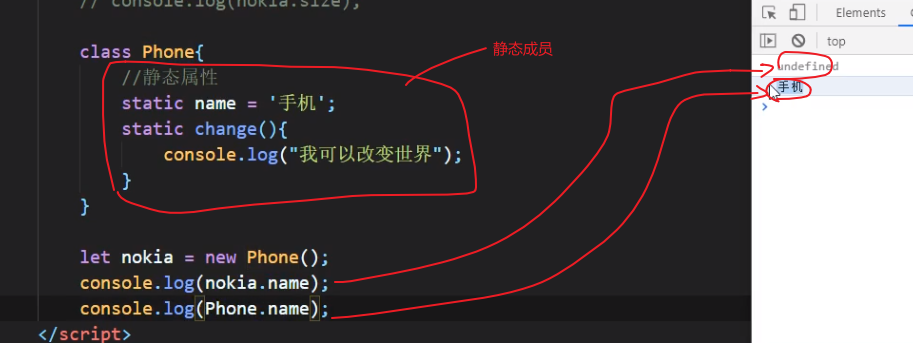 // console.log(nokia.size);
class Phone{
//静态属性
static name = '手机';
static change(){
console.log("我可以改变世界");
}
}
let nokia = new Phone();
console.log(nokia.name);
console.log(Phone.name);
</script>
静态成员
Elements
top
undefined
手机